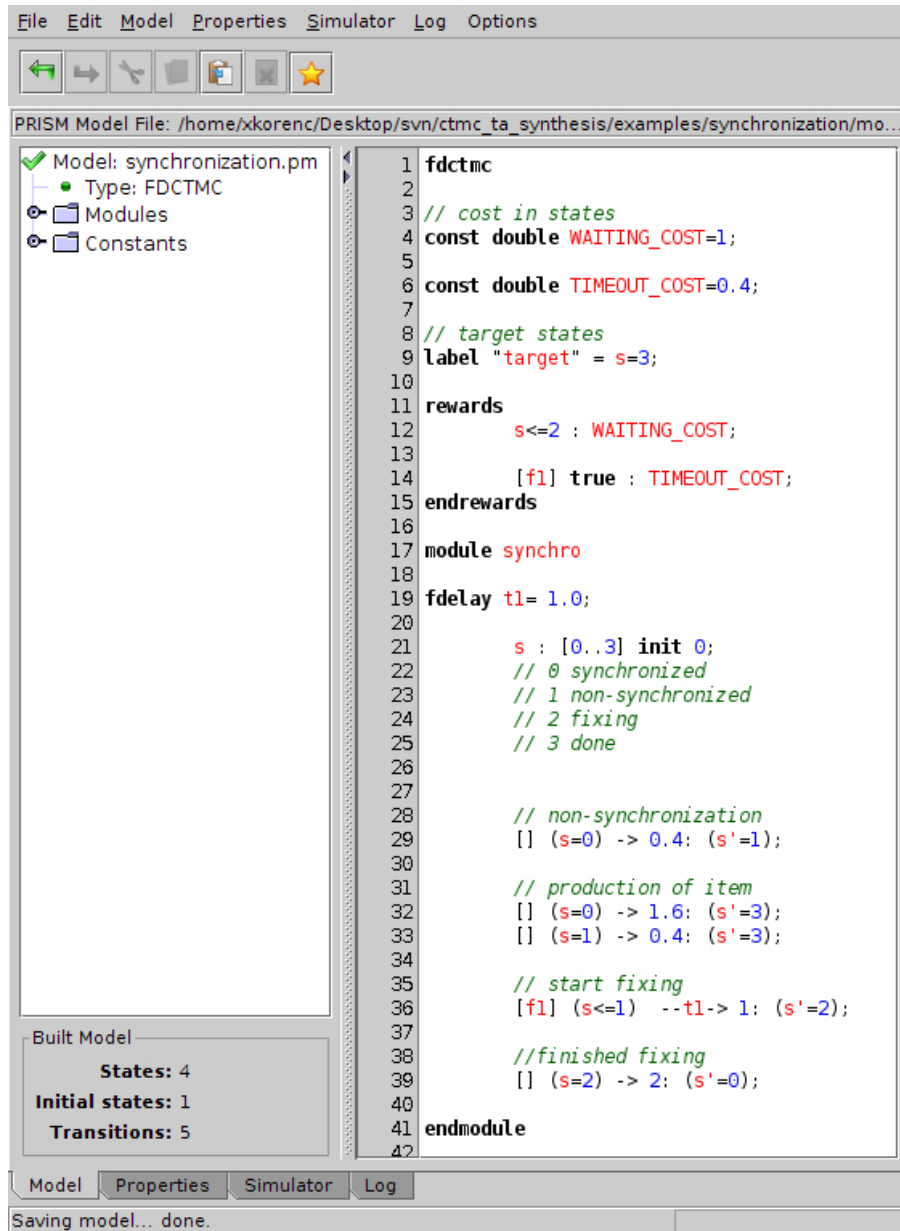 File Edit Model Properties Simulator Log Options
PRISM Model File: /home/xkorenc/Desktop/svn/ctmc_ta_synthesis/examples/synchronization/mo...
Model: synchronization.pm
Type: FDCTMC
Modules
Constants
1 fdctmc
2
3 // cost in states
4 const double WAITING_COST=1;
5
6 const double TIMEOUT_COST=0.4;
7
8 // target states
9 label "target" = s=3;
10
11 rewards
12 s<=2 : WAITING_COST;
13
14 [f1] true : TIMEOUT_COST;
15 endrewards
16
17 module synchro
18
19 fdelay t1= 1.0;
20
21 s : [0..3] init 0;
22 // 0 synchronized
23 // 1 non-synchronized
24 // 2 fixing
25 // 3 done
26
27
28 // non-synchronization
29 [] (s=0) -> 0.4: (s'=1);
30
31 // production of item
32 [] (s=0) -> 1.6: (s'=3);
33 [] (s=1) -> 0.4: (s'=3);
34
35 // start fixing
36 [f1] (s<=1) --t1-> 1: (s'=2);
37
38 //finished fixing
39 [] (s=2) -> 2: (s'=0);
40
41 endmodule
42
Built Model
States: 4
Initial states: 1
Transitions: 5
Model Properties Simulator Log
Saving model... done.